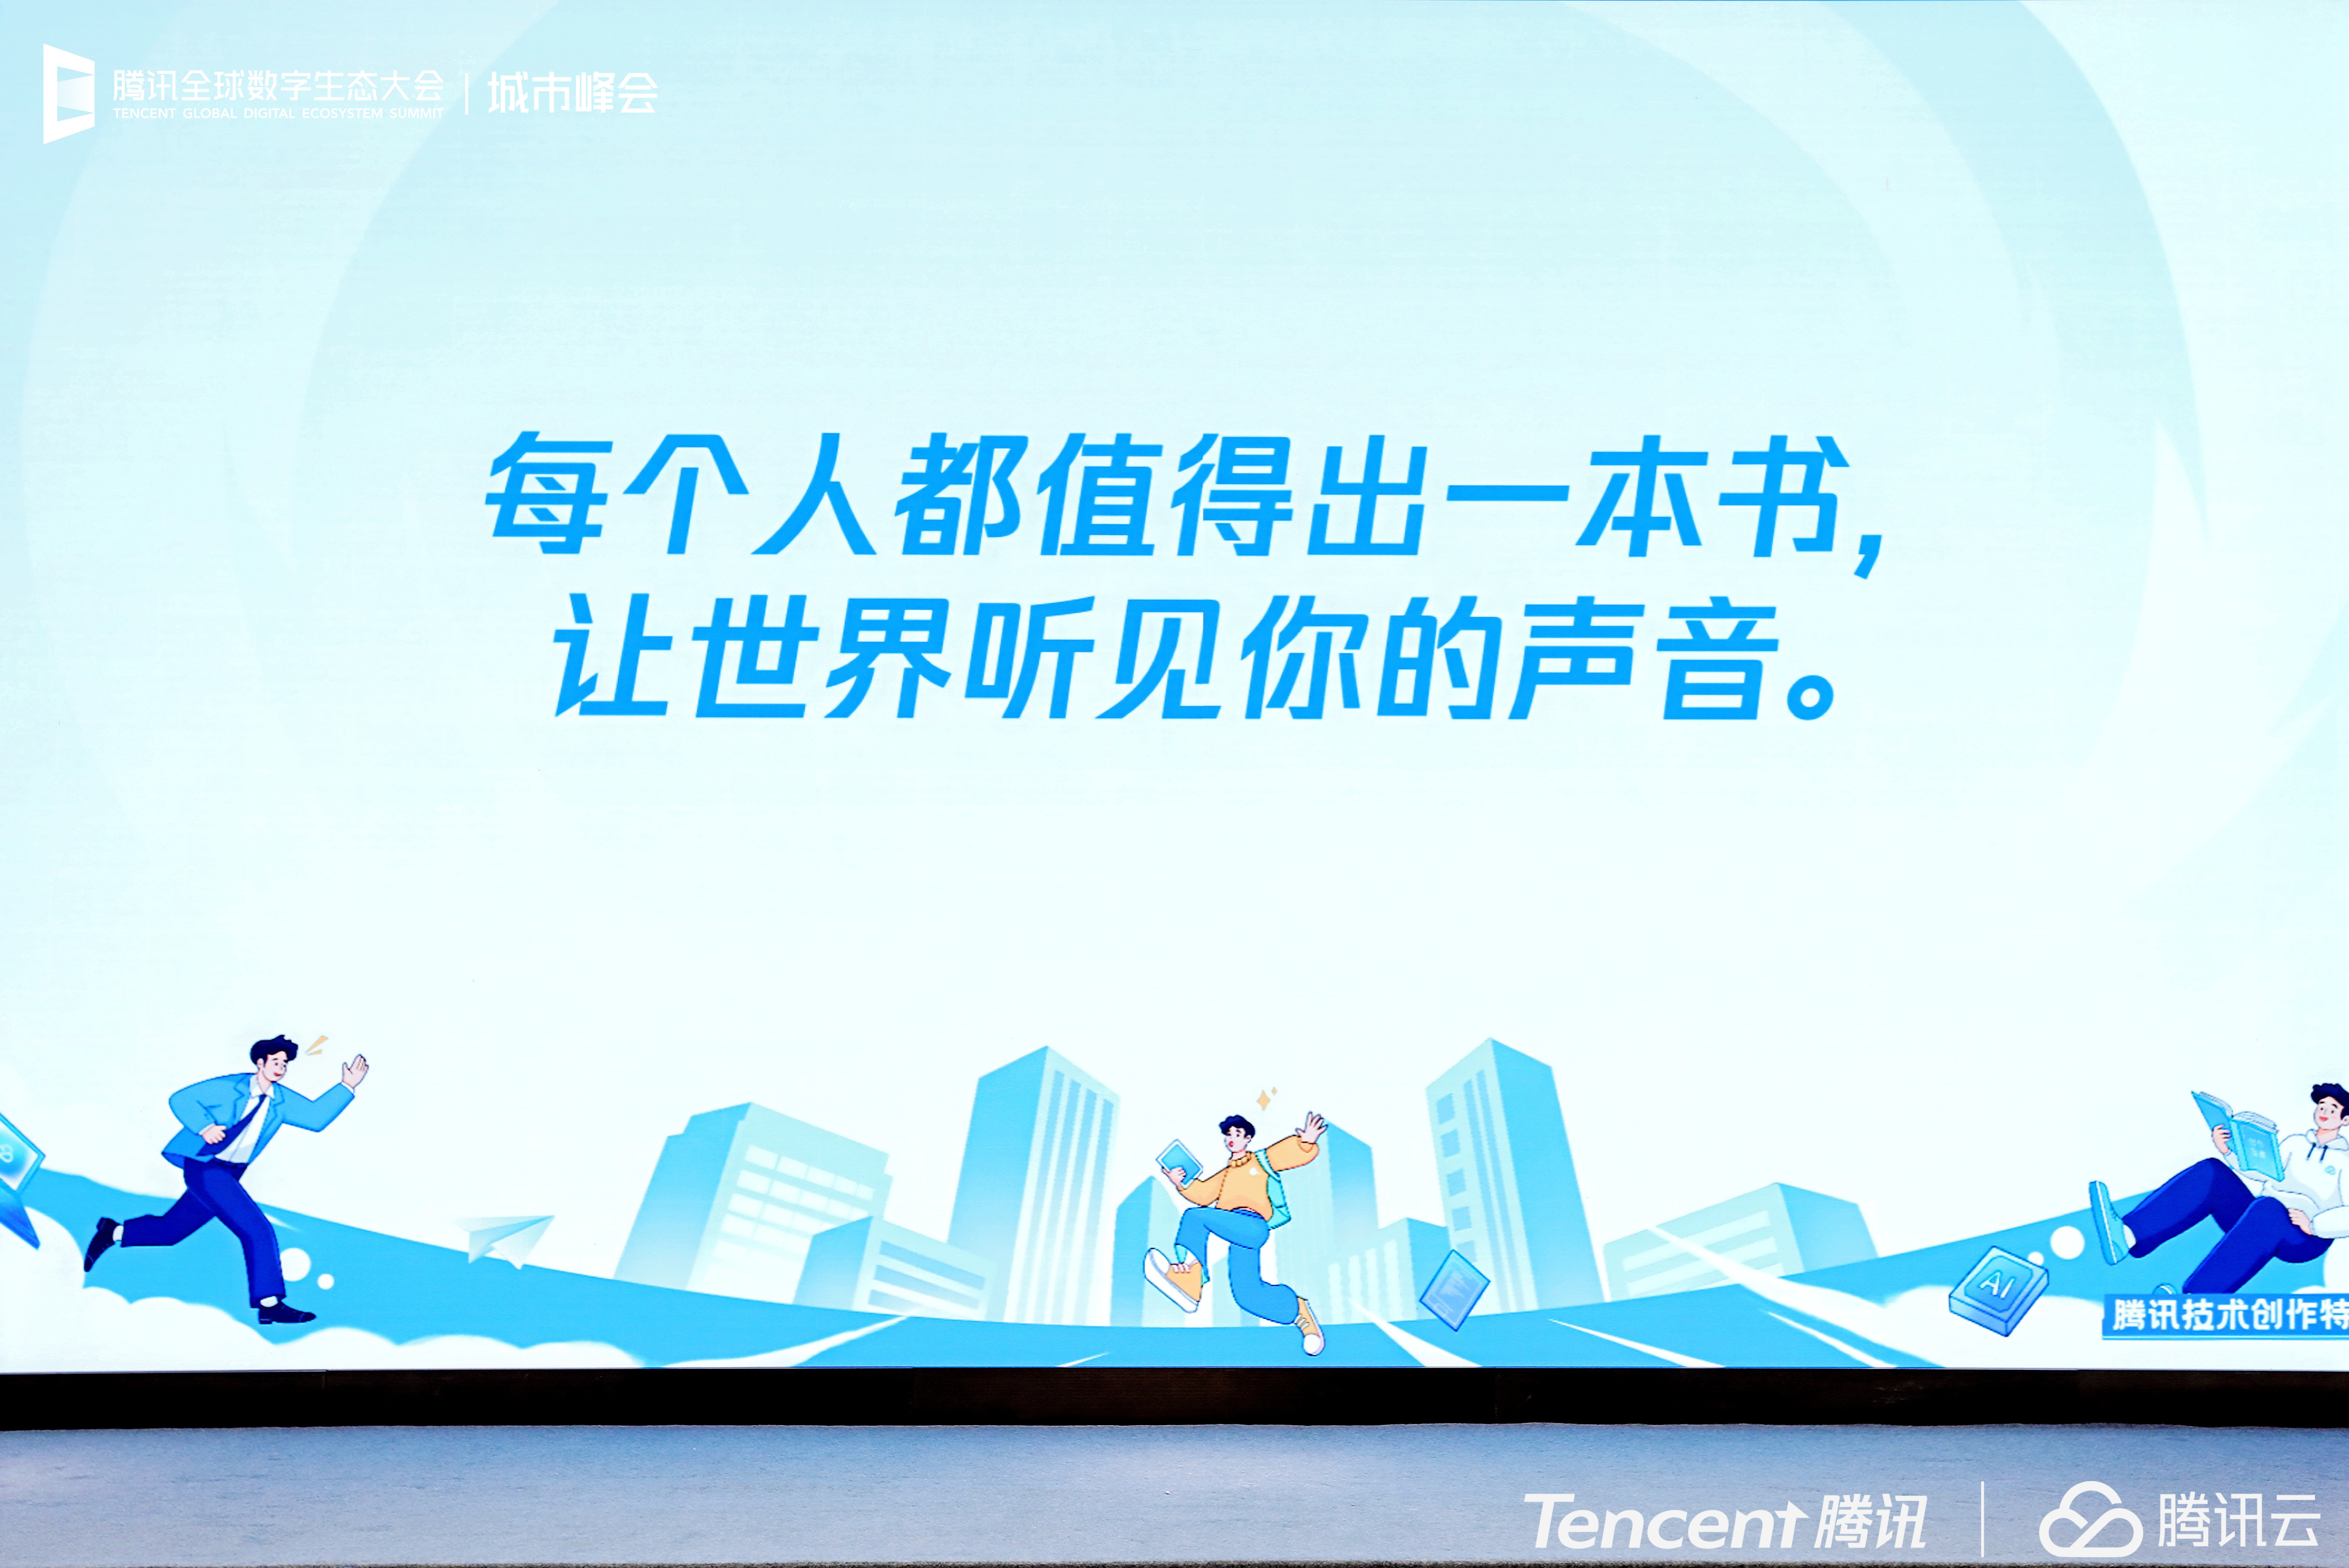 腾讯全球数字生态大会 | 城市峰会
TENCENT GLOBAL DIGITAL ECOSYSTEM SUMMIT
每个人都值得出一本书,
让世界听见你的声音。
AI
腾讯技术创作特
Tencent 腾讯 | 腾讯云